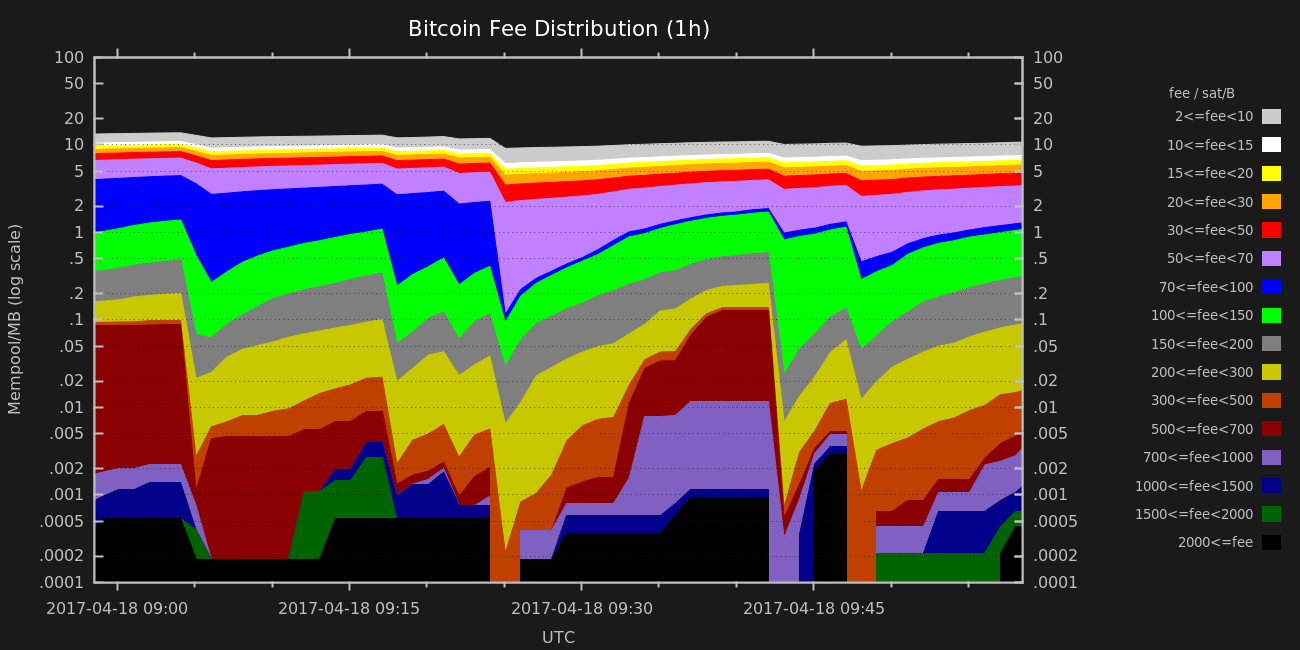 Bitcoin Fee Distribution (1h)
100
50
20
10
5
2
1
.5
.2
.1
.05
.02
.01
.005
.002
.001
.0005
.0002
.0001
Mempool/MB (log scale)
100
50
20
10
5
2
1
.5
.2
.1
.05
.02
.01
.005
.002
.001
.0005
.0002
.0001
2017-04-18 09:00
2017-04-18 09:15
2017-04-18 09:30
2017-04-18 09:45
UTC
fee / sat/B
2<=fee<10
10<=fee<15
15<=fee<20
20<=fee<30
30<=fee<50
50<=fee<70
70<=fee<100
100<=fee<150
150<=fee<200
200<=fee<300
300<=fee<500
500<=fee<700
700<=fee<1000
1000<=fee<1500
1500<=fee<2000
2000<=fee